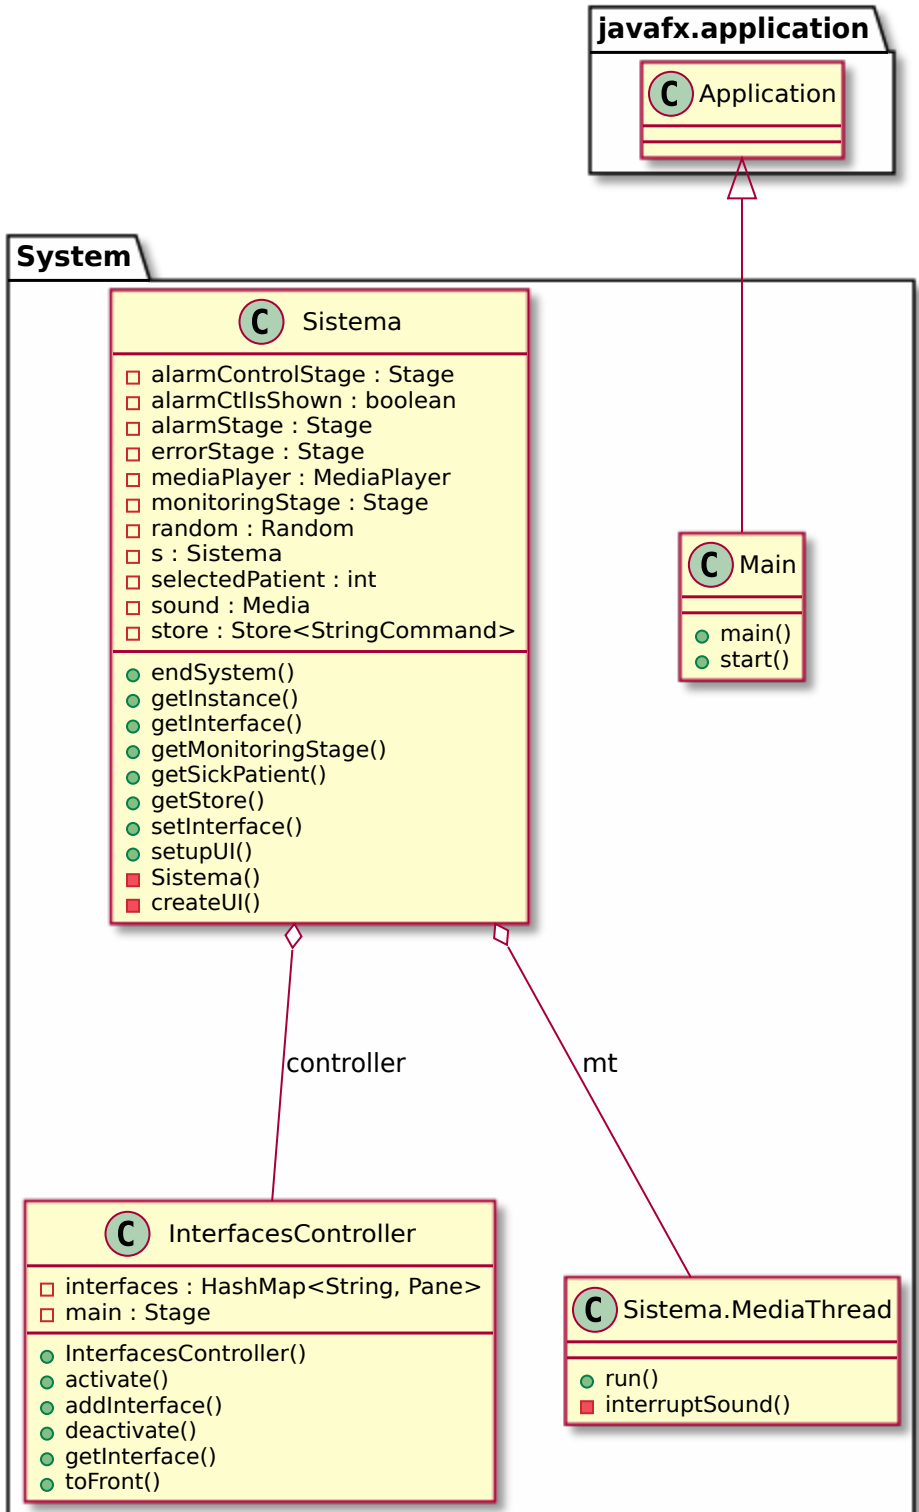 javafx.application
C Application
System
C Sistema
alarmControlStage : Stage
alarmCtlIsShown : boolean
alarmStage : Stage
errorStage : Stage
mediaPlayer : MediaPlayer
monitoringStage : Stage
random : Random
s : Sistema
selectedPatient : int
sound : Media
store : Store<StringCommand>
endSystem()
getInstance()
getInterface()
getMonitoringStage()
getSickPatient()
getStore()
setInterface()
setupUI()
Sistema()
createUI()
C Main
main()
start()
controller
mt
C InterfacesController
interfaces : HashMap<String, Pane>
main : Stage
InterfacesController()
activate()
addInterface()
deactivate()
getInterface()
toFront()
C Sistema.MediaThread
run()
interruptSound()